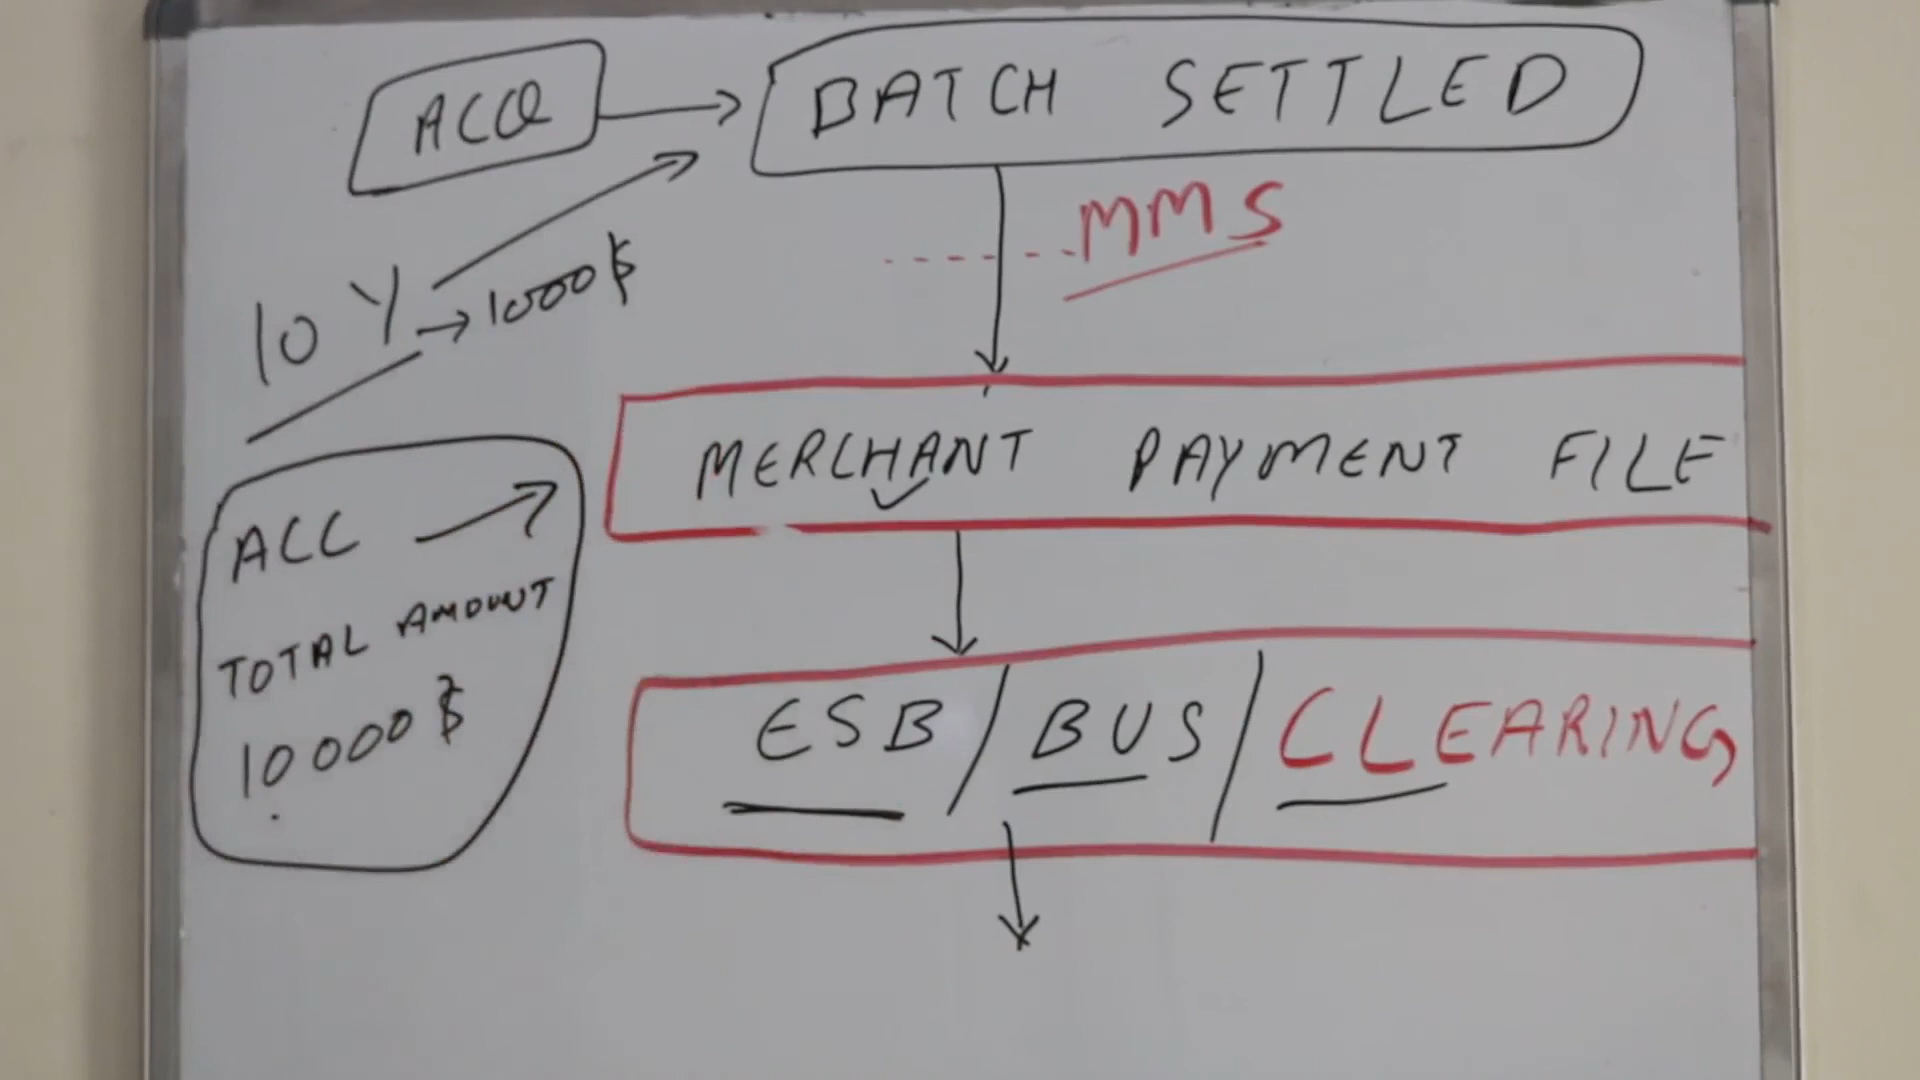 ACQ
BATCH SETTLED
MMS
10 Y → 1000 $
MERCHANT PAYMENT FILE
ACC
TOTAL AMOUNT
10000 $
ESB / BUS / CLEARING